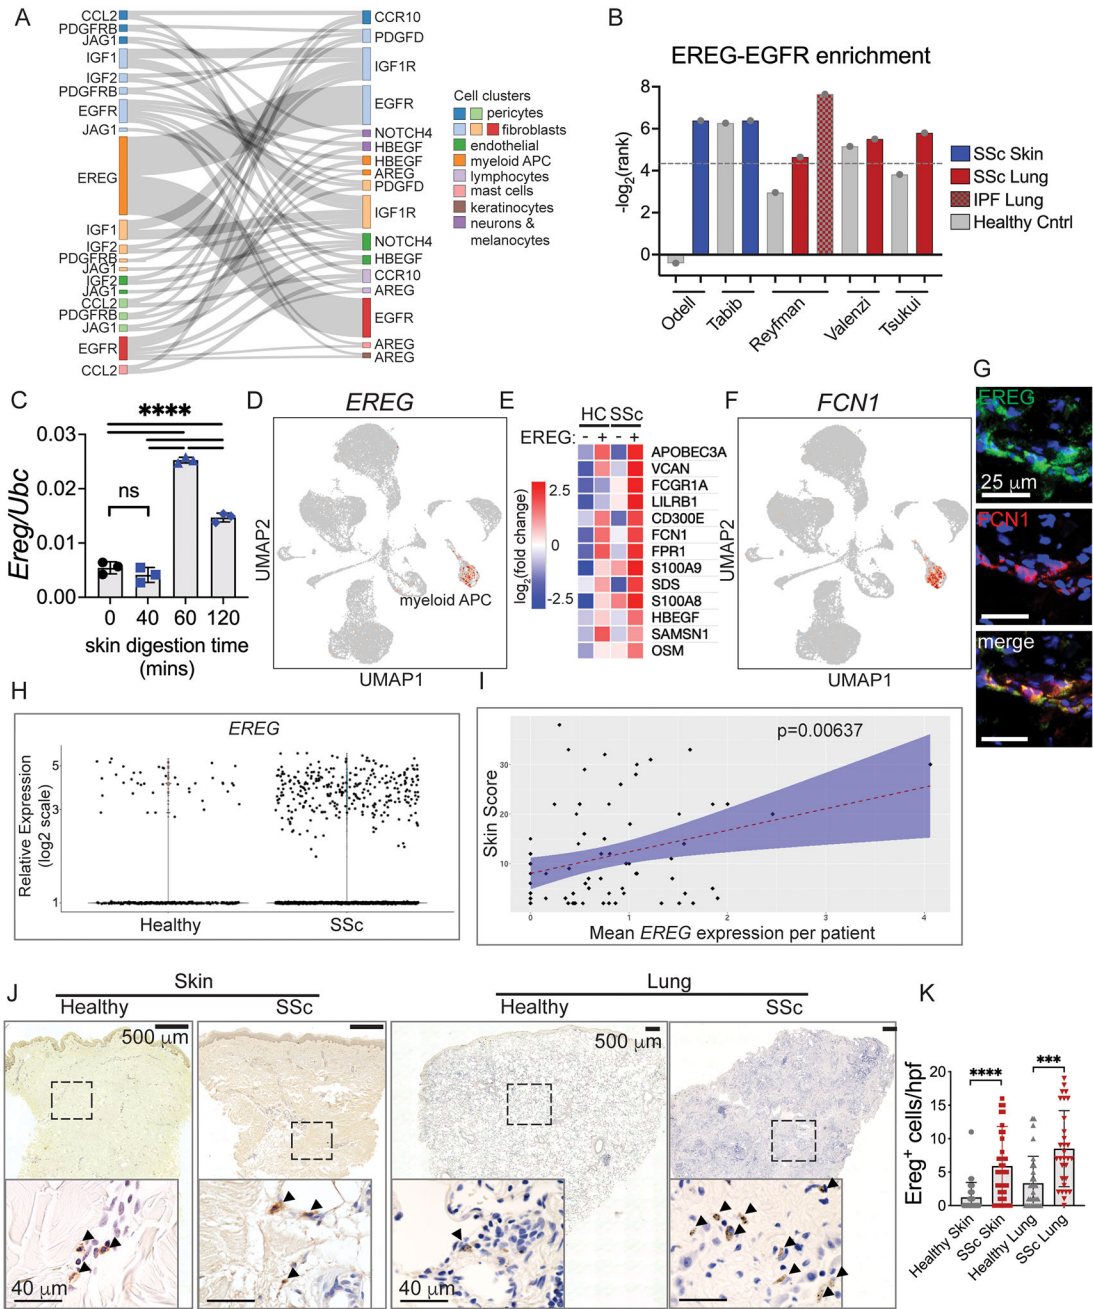 A
CCL2
PDGFRB
JAG1
IGF1
IGF2
PDGFRB
EGFR
JAG1
EREG
IGF1
IGF2
PDGFRB
JAG1
IGF2
JAG1
CCL2
PDGFRB
JAG1
EGFR
CCL2
CCR10
PDGFD
IGF1R
EGFR
NOTCH4
HBEGF
HBEGF
AREG
PDGFD
IGF1R
NOTCH4
HBEGF
CCR10
AREG
EGFR
AREG
AREG
Cell clusters
pericytes
fibroblasts
endothelial
myeloid APC
lymphocytes
mast cells
keratinocytes
neurons &
melanocytes
B
EREG-EGFR enrichment
-log2(rank)
8
6
4
2
0
Odell
Tabib
Reyfman
Valenzi
Tsukui
SSc Skin
SSc Lung
IPF Lung
Healthy Cntrl
C
****
ns
Ereg/Ubc
0.03
0.02
0.01
0.00
0 40 60 120
skin digestion time
(mins)
D
EREG
UMAP2
myeloid APC
UMAP1
E
HC SSc
EREG: - + - +
log2(fold change)
2.5
0
-2.5
APOBEC3A
VCAN
FCGR1A
LILRB1
CD300E
FCN1
FPR1
S100A9
SDS
S100A8
HBEGF
SAMSN1
OSM
F
FCN1
UMAP2
UMAP1
G
EREG
25 μm
FCN1
merge
H
EREG
Relative Expression
(log2 scale)
5
3
1
Healthy SSc
I
p=0.00637
Skin Score
30
20
10
0 1 2 3 4
Mean EREG expression per patient
J
Skin Lung
Healthy SSc Healthy SSc
500 μm
500 μm
40 μm
40 μm
K
**** ***
Ereg+ cells/hpf
20
15
10
5
0
Healthy Skin
SSc Skin
Healthy Lung
SSc Lung